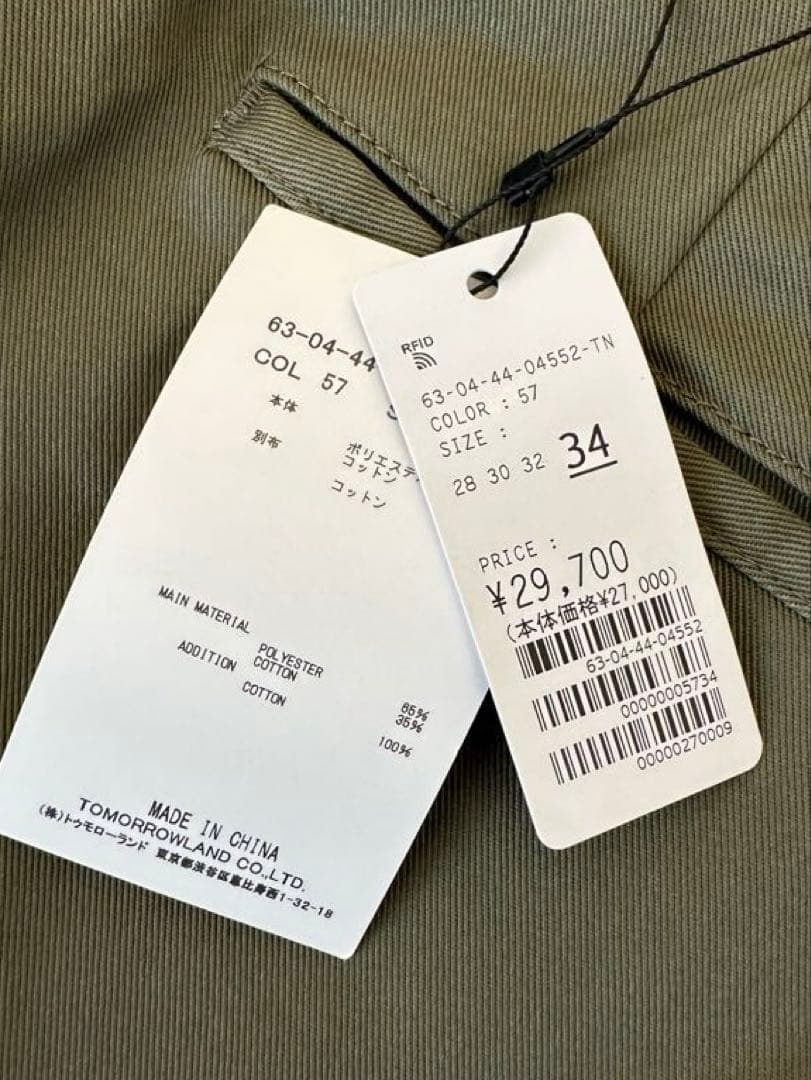 63-04-44
COL 57
本体
別布
ポリエステ
コットン
コットン
MAIN MATERIAL
POLYESTER
ADDITION COTTON
COTTON
65%
35%
100%
MADE IN CHINA
TOMORROWLAND CO.,LTD.
(株)トゥモローランド 東京都渋谷区恵比寿西1-32-18
RFID
63-04-44-04552-TN
COLOR : 57
SIZE :
28 30 32 34
PRICE :
¥29,700
(本体価格¥27,000)
63-04-44-04552
00000005734
00000270009